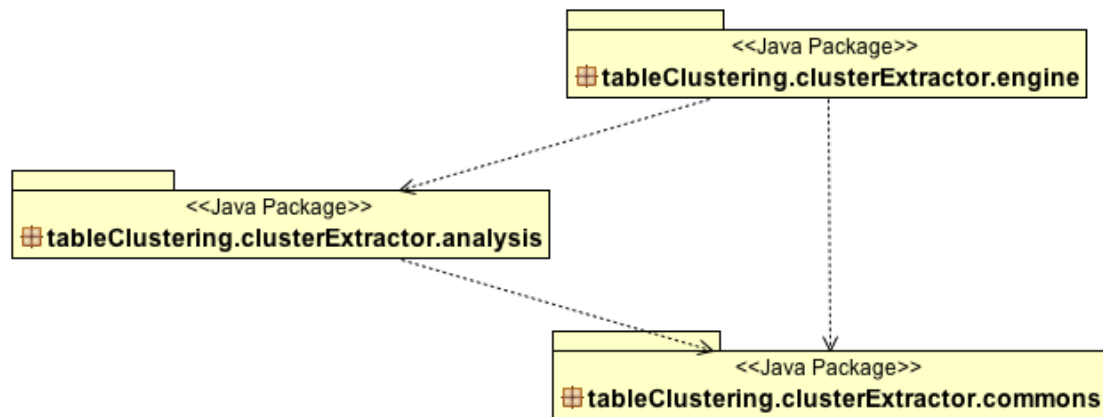 <<Java Package>>
tableClustering.clusterExtractor.engine
<<Java Package>>
tableClustering.clusterExtractor.analysis
<<Java Package>>
tableClustering.clusterExtractor.commons